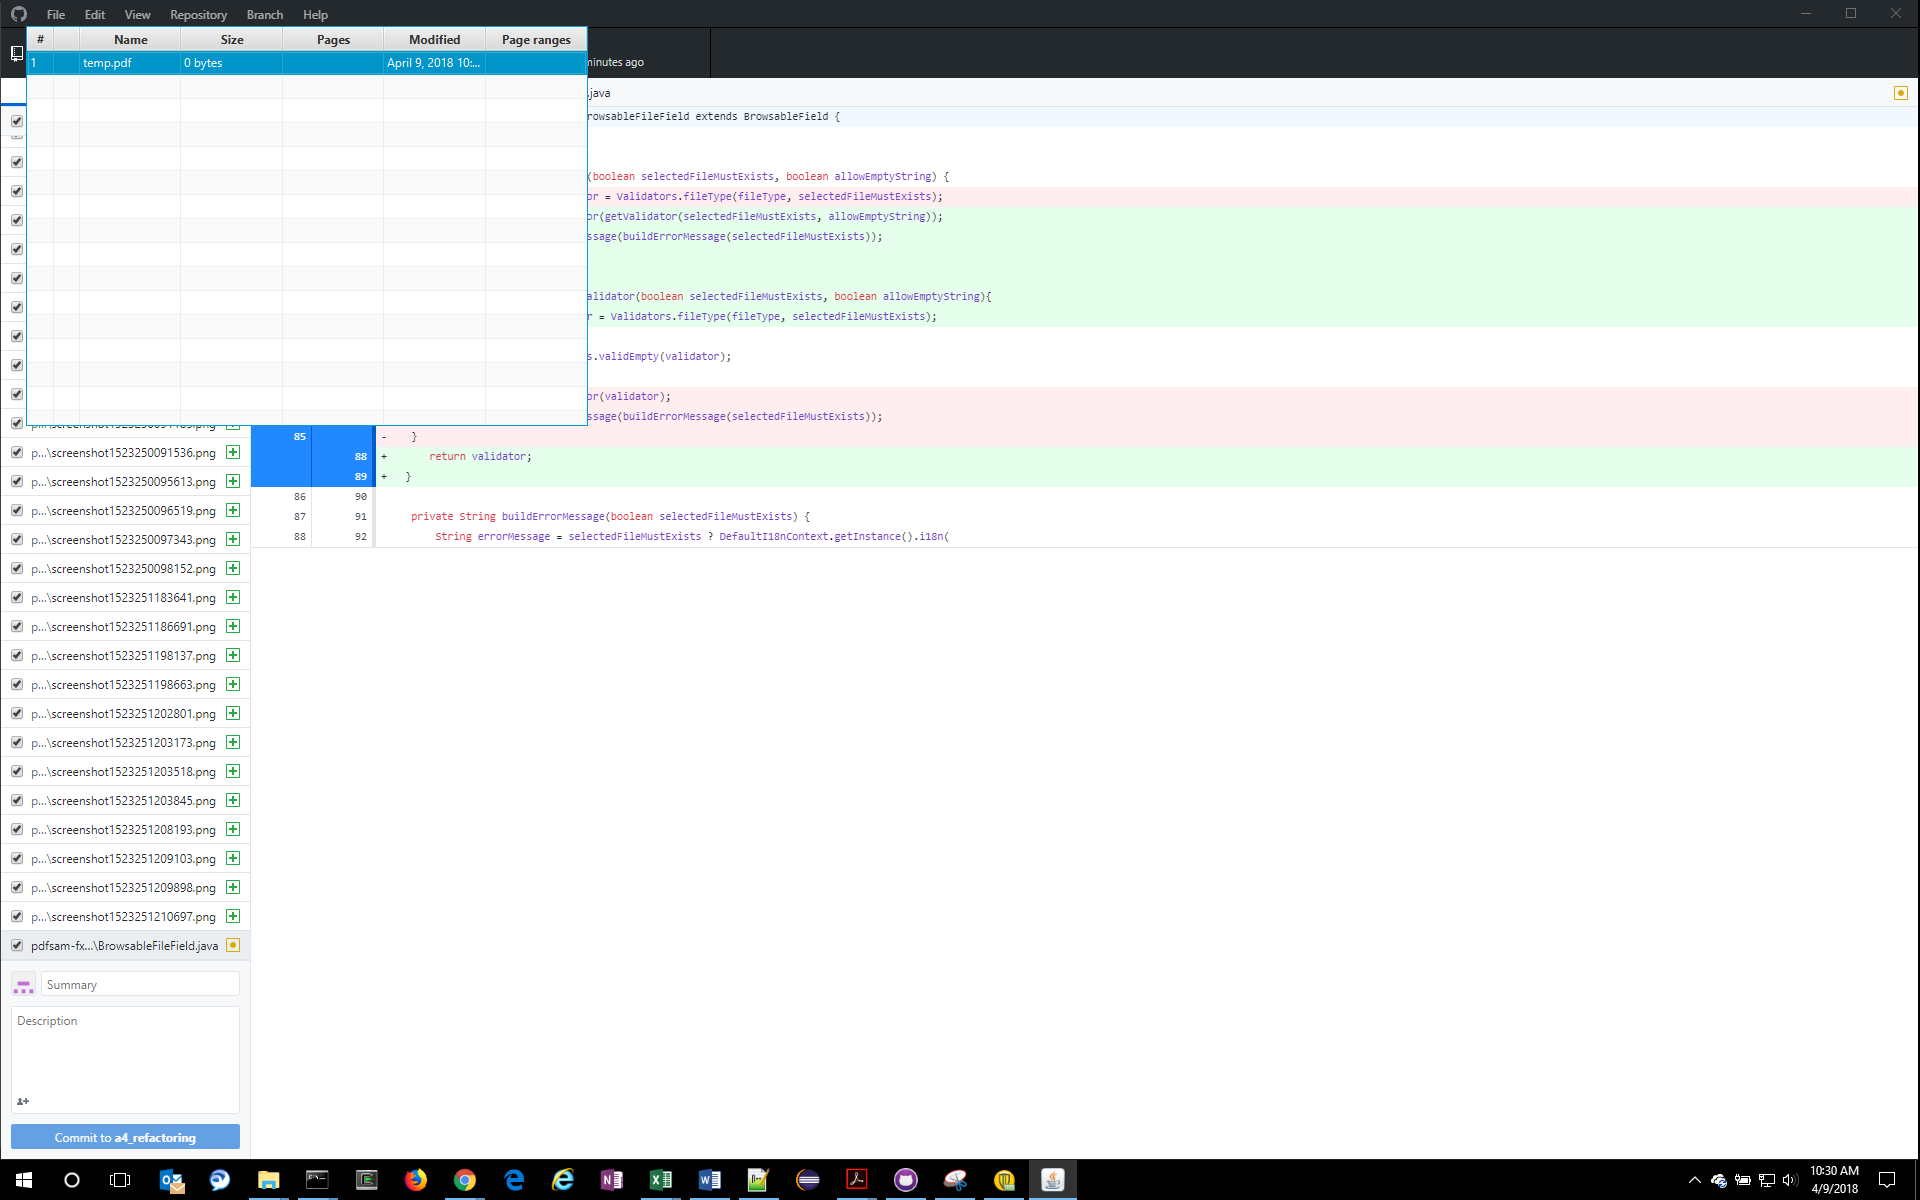 File Edit View Repository Branch Help
# Name Size Pages Modified Page ranges
1 temp.pdf 0 bytes April 9, 2018 10:...
minutes ago
.java
rowsableFileField extends BrowsableField {
(boolean selectedFileMustExists, boolean allowEmptyString) {
or = Validators.fileType(fileType, selectedFileMustExists);
or(getValidator(selectedFileMustExists, allowEmptyString));
ssage(buildErrorMessage(selectedFileMustExists));
alidator(boolean selectedFileMustExists, boolean allowEmptyString){
r = Validators.fileType(fileType, selectedFileMustExists);
s.validEmpty(validator);
or(validator);
ssage(buildErrorMessage(selectedFileMustExists));
85 - }
88 + return validator;
89 + }
86 90
87 91 private String buildErrorMessage(boolean selectedFileMustExists) {
88 92 String errorMessage = selectedFileMustExists ? DefaultI18nContext.getInstance().i18n(
p...\screenshot1523250091536.png
p...\screenshot1523250095613.png
p...\screenshot1523250096519.png
p...\screenshot1523250097343.png
p...\screenshot1523250098152.png
p...\screenshot1523251183641.png
p...\screenshot1523251186691.png
p...\screenshot1523251198137.png
p...\screenshot1523251198663.png
p...\screenshot1523251202801.png
p...\screenshot1523251203173.png
p...\screenshot1523251203518.png
p...\screenshot1523251203845.png
p...\screenshot1523251208193.png
p...\screenshot1523251209103.png
p...\screenshot1523251209898.png
p...\screenshot1523251210697.png
pdfsam-fx...\BrowsableFileField.java
Summary
Description
Commit to a4_refactoring
10:30 AM
4/9/2018